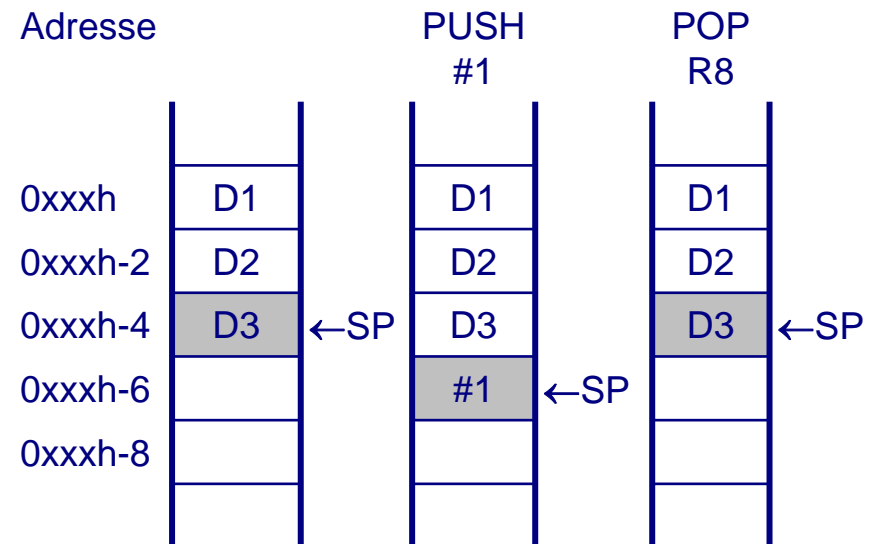 Adresse PUSH POP
#1 R8
0xxxh D1 D1 D1
0xxxh-2 D2 D2 D2
0xxxh-4 D3 ←SP D3 D3 ←SP
0xxxh-6 #1 ←SP
0xxxh-8